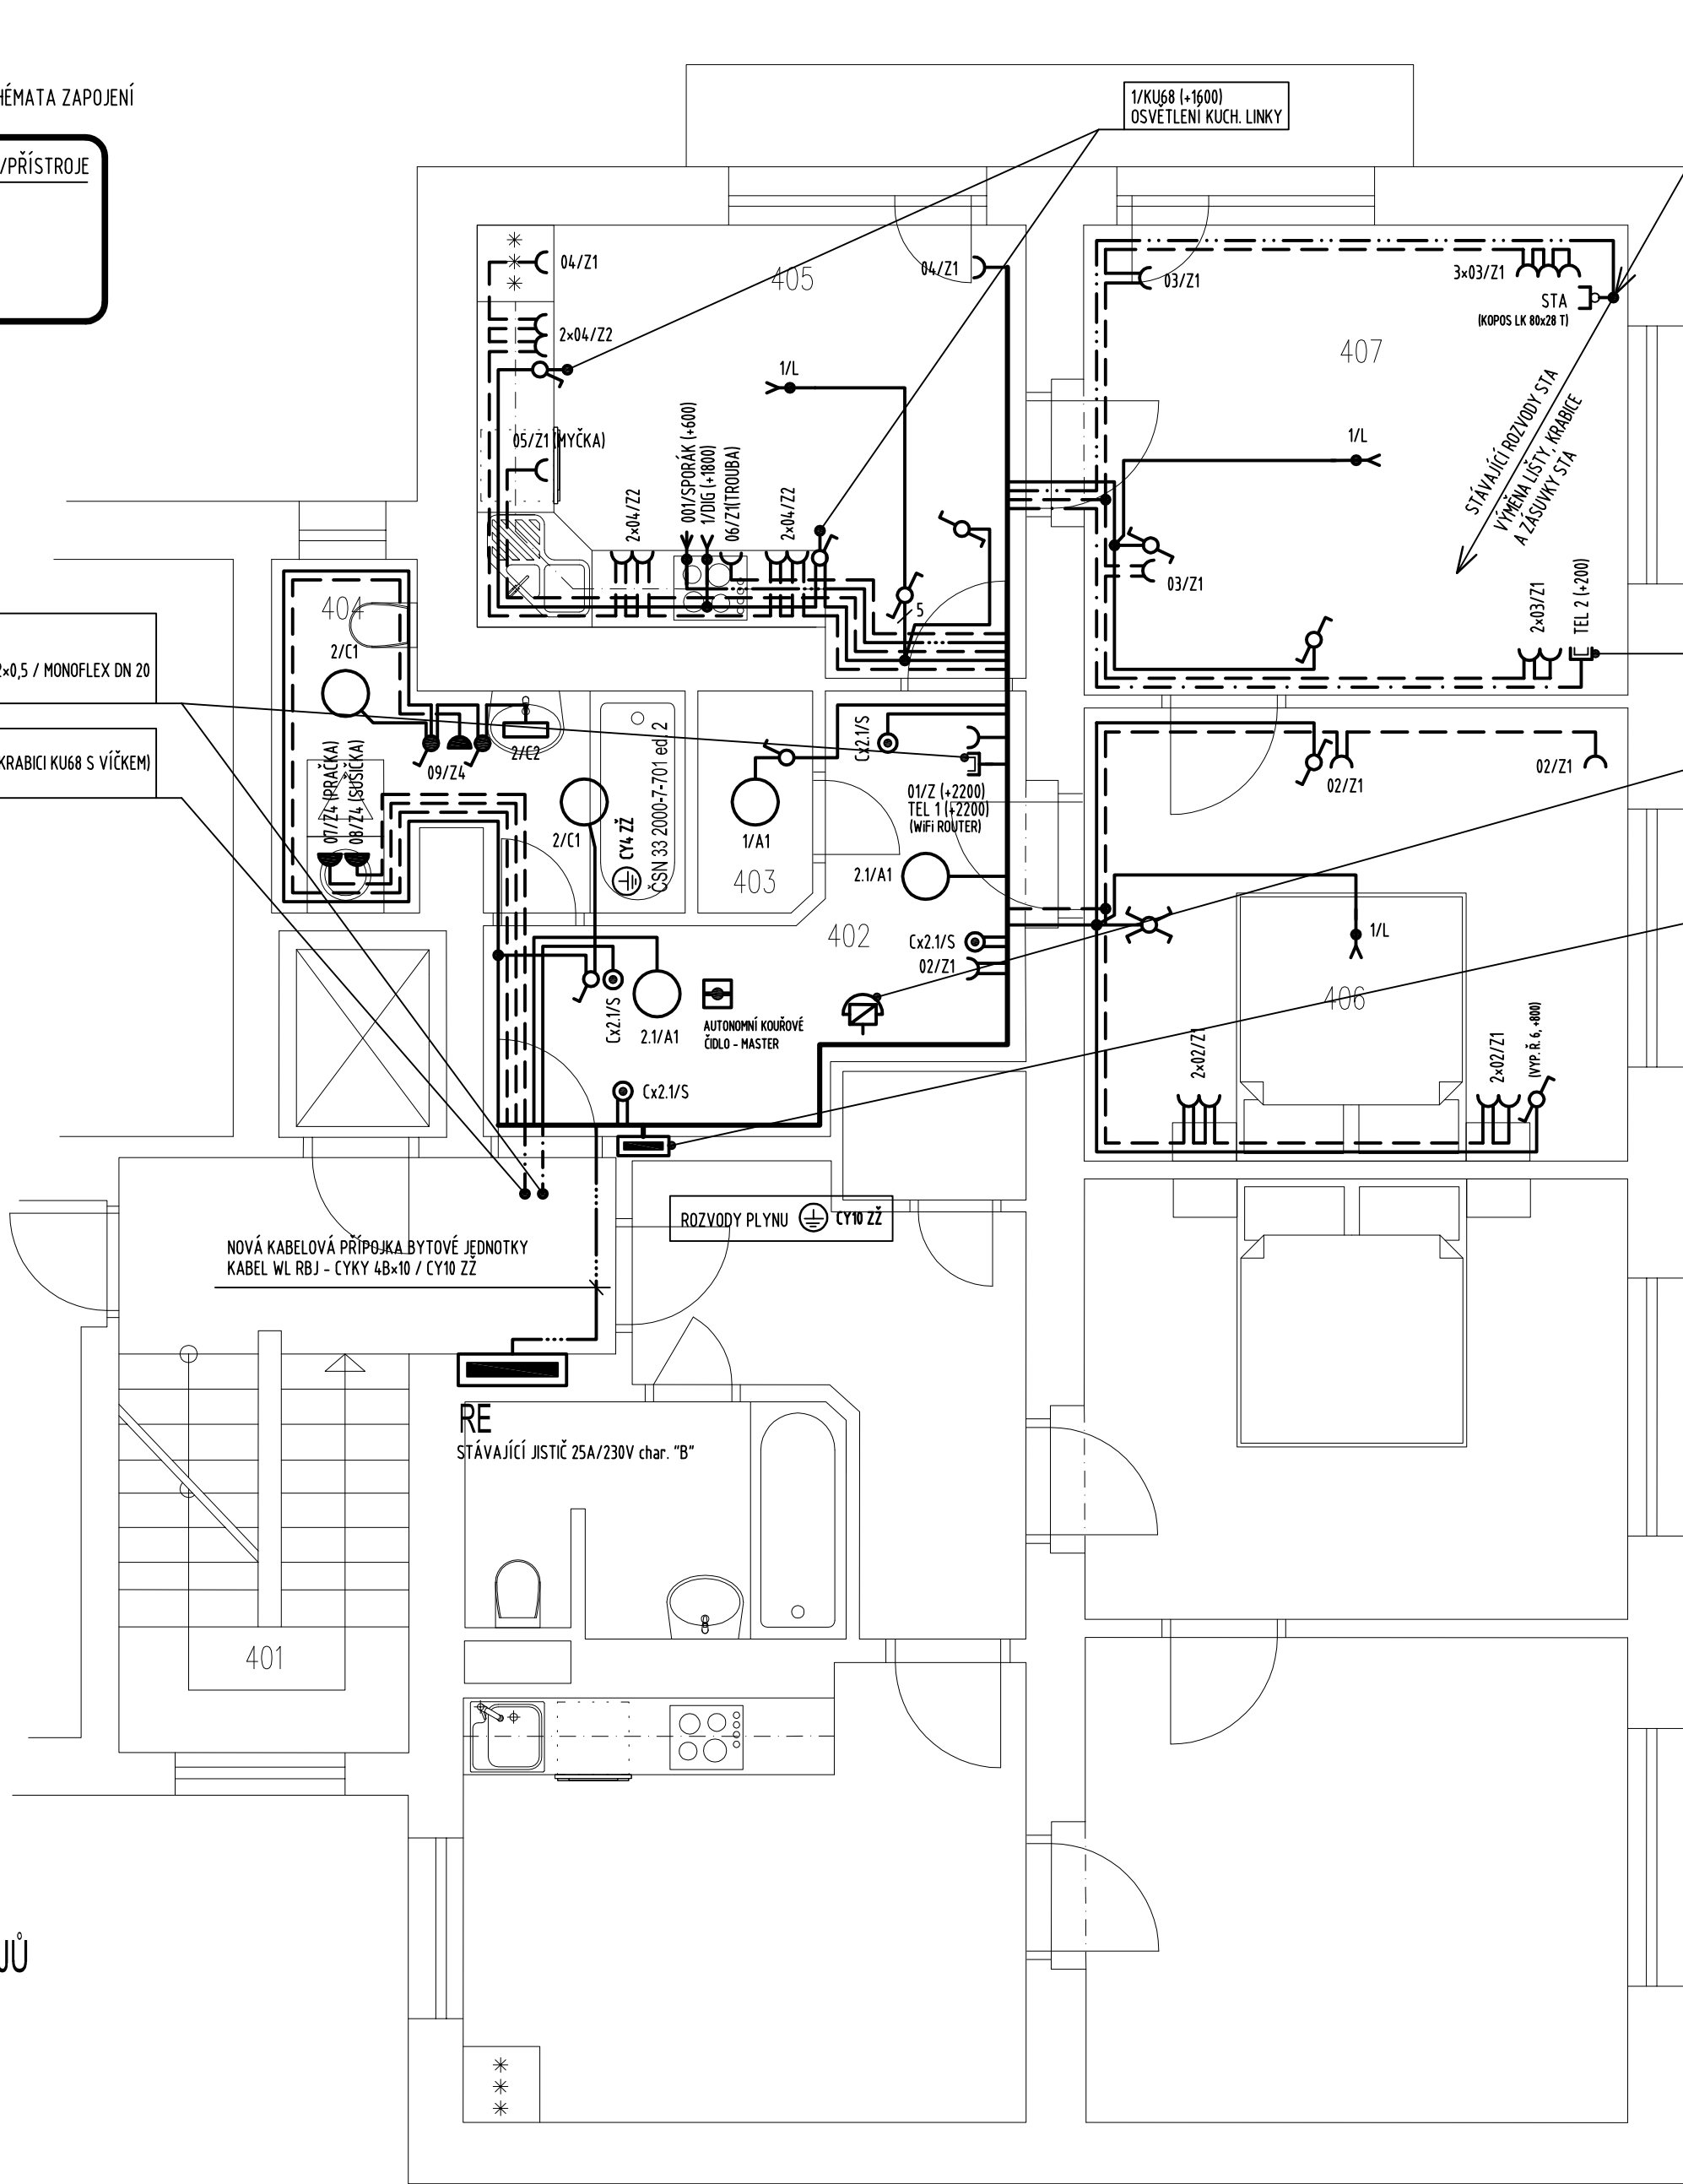 HÉMATA ZAPOJENÍ
/PŘÍSTROJE
1/KU68 (+1600)
OSVĚTLENÍ KUCH. LINKY
04/Z1
405
04/Z1
03/Z1
3×03/Z1
STA
(KOPOS LK 80x28 T)
2×04/Z2
407
1/L
STÁVAJÍCÍ ROZVODY STA
VÝMĚNA LIŠTY, KRABICE
A ZÁSUVKY STA
05/Z1 (MYČKA)
1/L
2×04/Z2
001/SPORÁK (+600)
1/DIG (+1800)
06/Z1(TROUBA)
2×04/Z2
03/Z1
5
2×03/Z1
TEL 2 (+200)
404
2/C1
2×0,5 / MONOFLEX DN 20
KRABICI KU68 S VÍČKEM)
07/Z4 (PRAČKA)
08/Z4 (SUŠIČKA)
09/Z4
2/C2
2/C1
CY4 ZŽ
ČSN 33 2000-7-701 ed. 2
1/A1
403
Cx2.1/S
01/Z (+2200)
TEL 1 (+2200)
(WiFi ROUTER)
2.1/A1
02/Z1
02/Z1
402
Cx2.1/S
02/Z1
1/L
406
Cx2.1/S
2.1/A1
AUTONOMNÍ KOUŘOVÉ
ČIDLO - MASTER
Cx2.1/S
2×02/Z1
2×02/Z1
(VYP. Ř. 6, +800)
ROZVODY PLYNU
CY10 ZŽ
NOVÁ KABELOVÁ PŘÍPOJKA BYTOVÉ JEDNOTKY
KABEL WL RBJ - CYKY 4B×10 / CY10 ZŽ
RE
STÁVAJÍCÍ JISTIČ 25A/230V char. "B"
401
JŮ